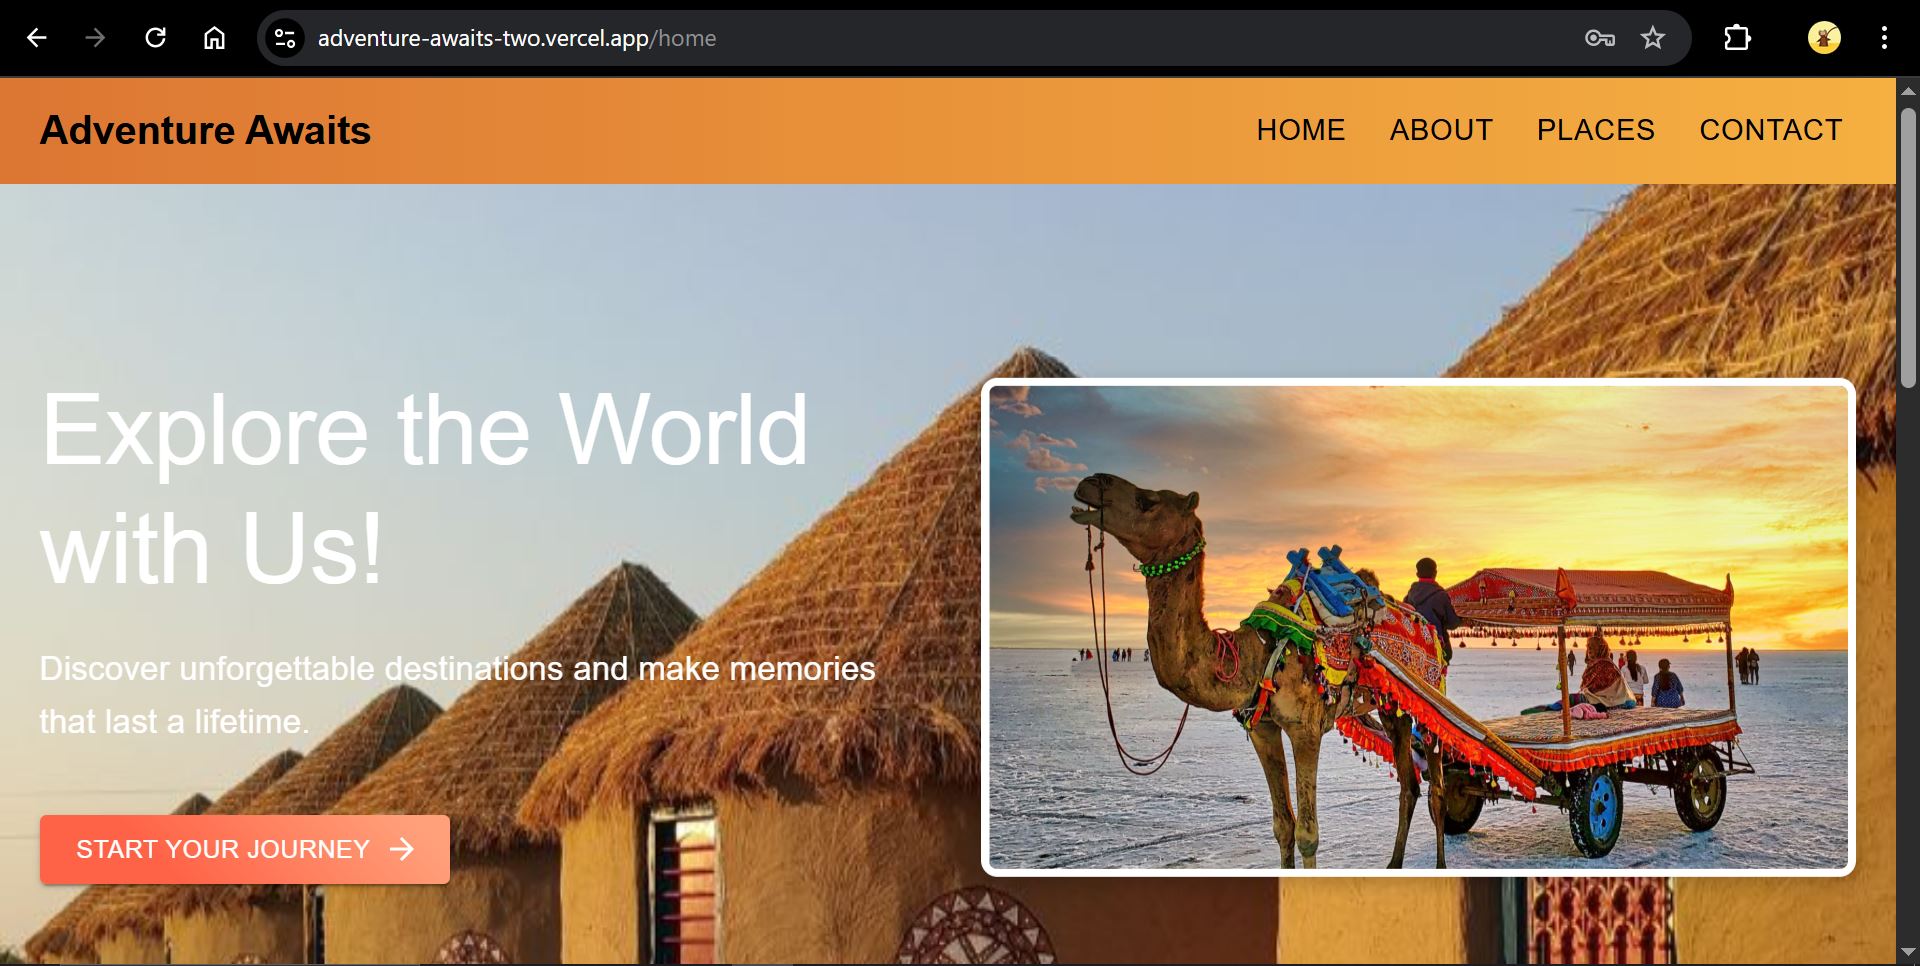 adventure-awaits-two.vercel.app/home
Adventure Awaits
HOME ABOUT PLACES CONTACT
Explore the World
with Us!
Discover unforgettable destinations and make memories
that last a lifetime.
START YOUR JOURNEY